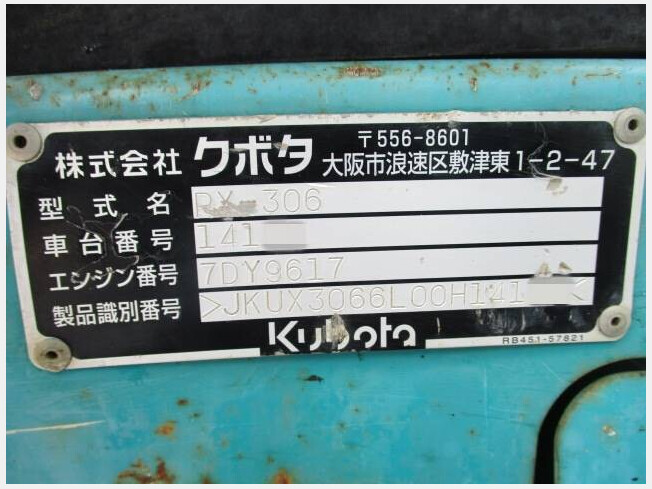 株式会社 クボタ 〒556-8601
大阪市浪速区敷津東1-2-47
型式名 RX-306
車台番号 141
エンジン番号 7DY9617
製品識別番号 >JKUX3066L00H141<
Kubota
RB451-57821